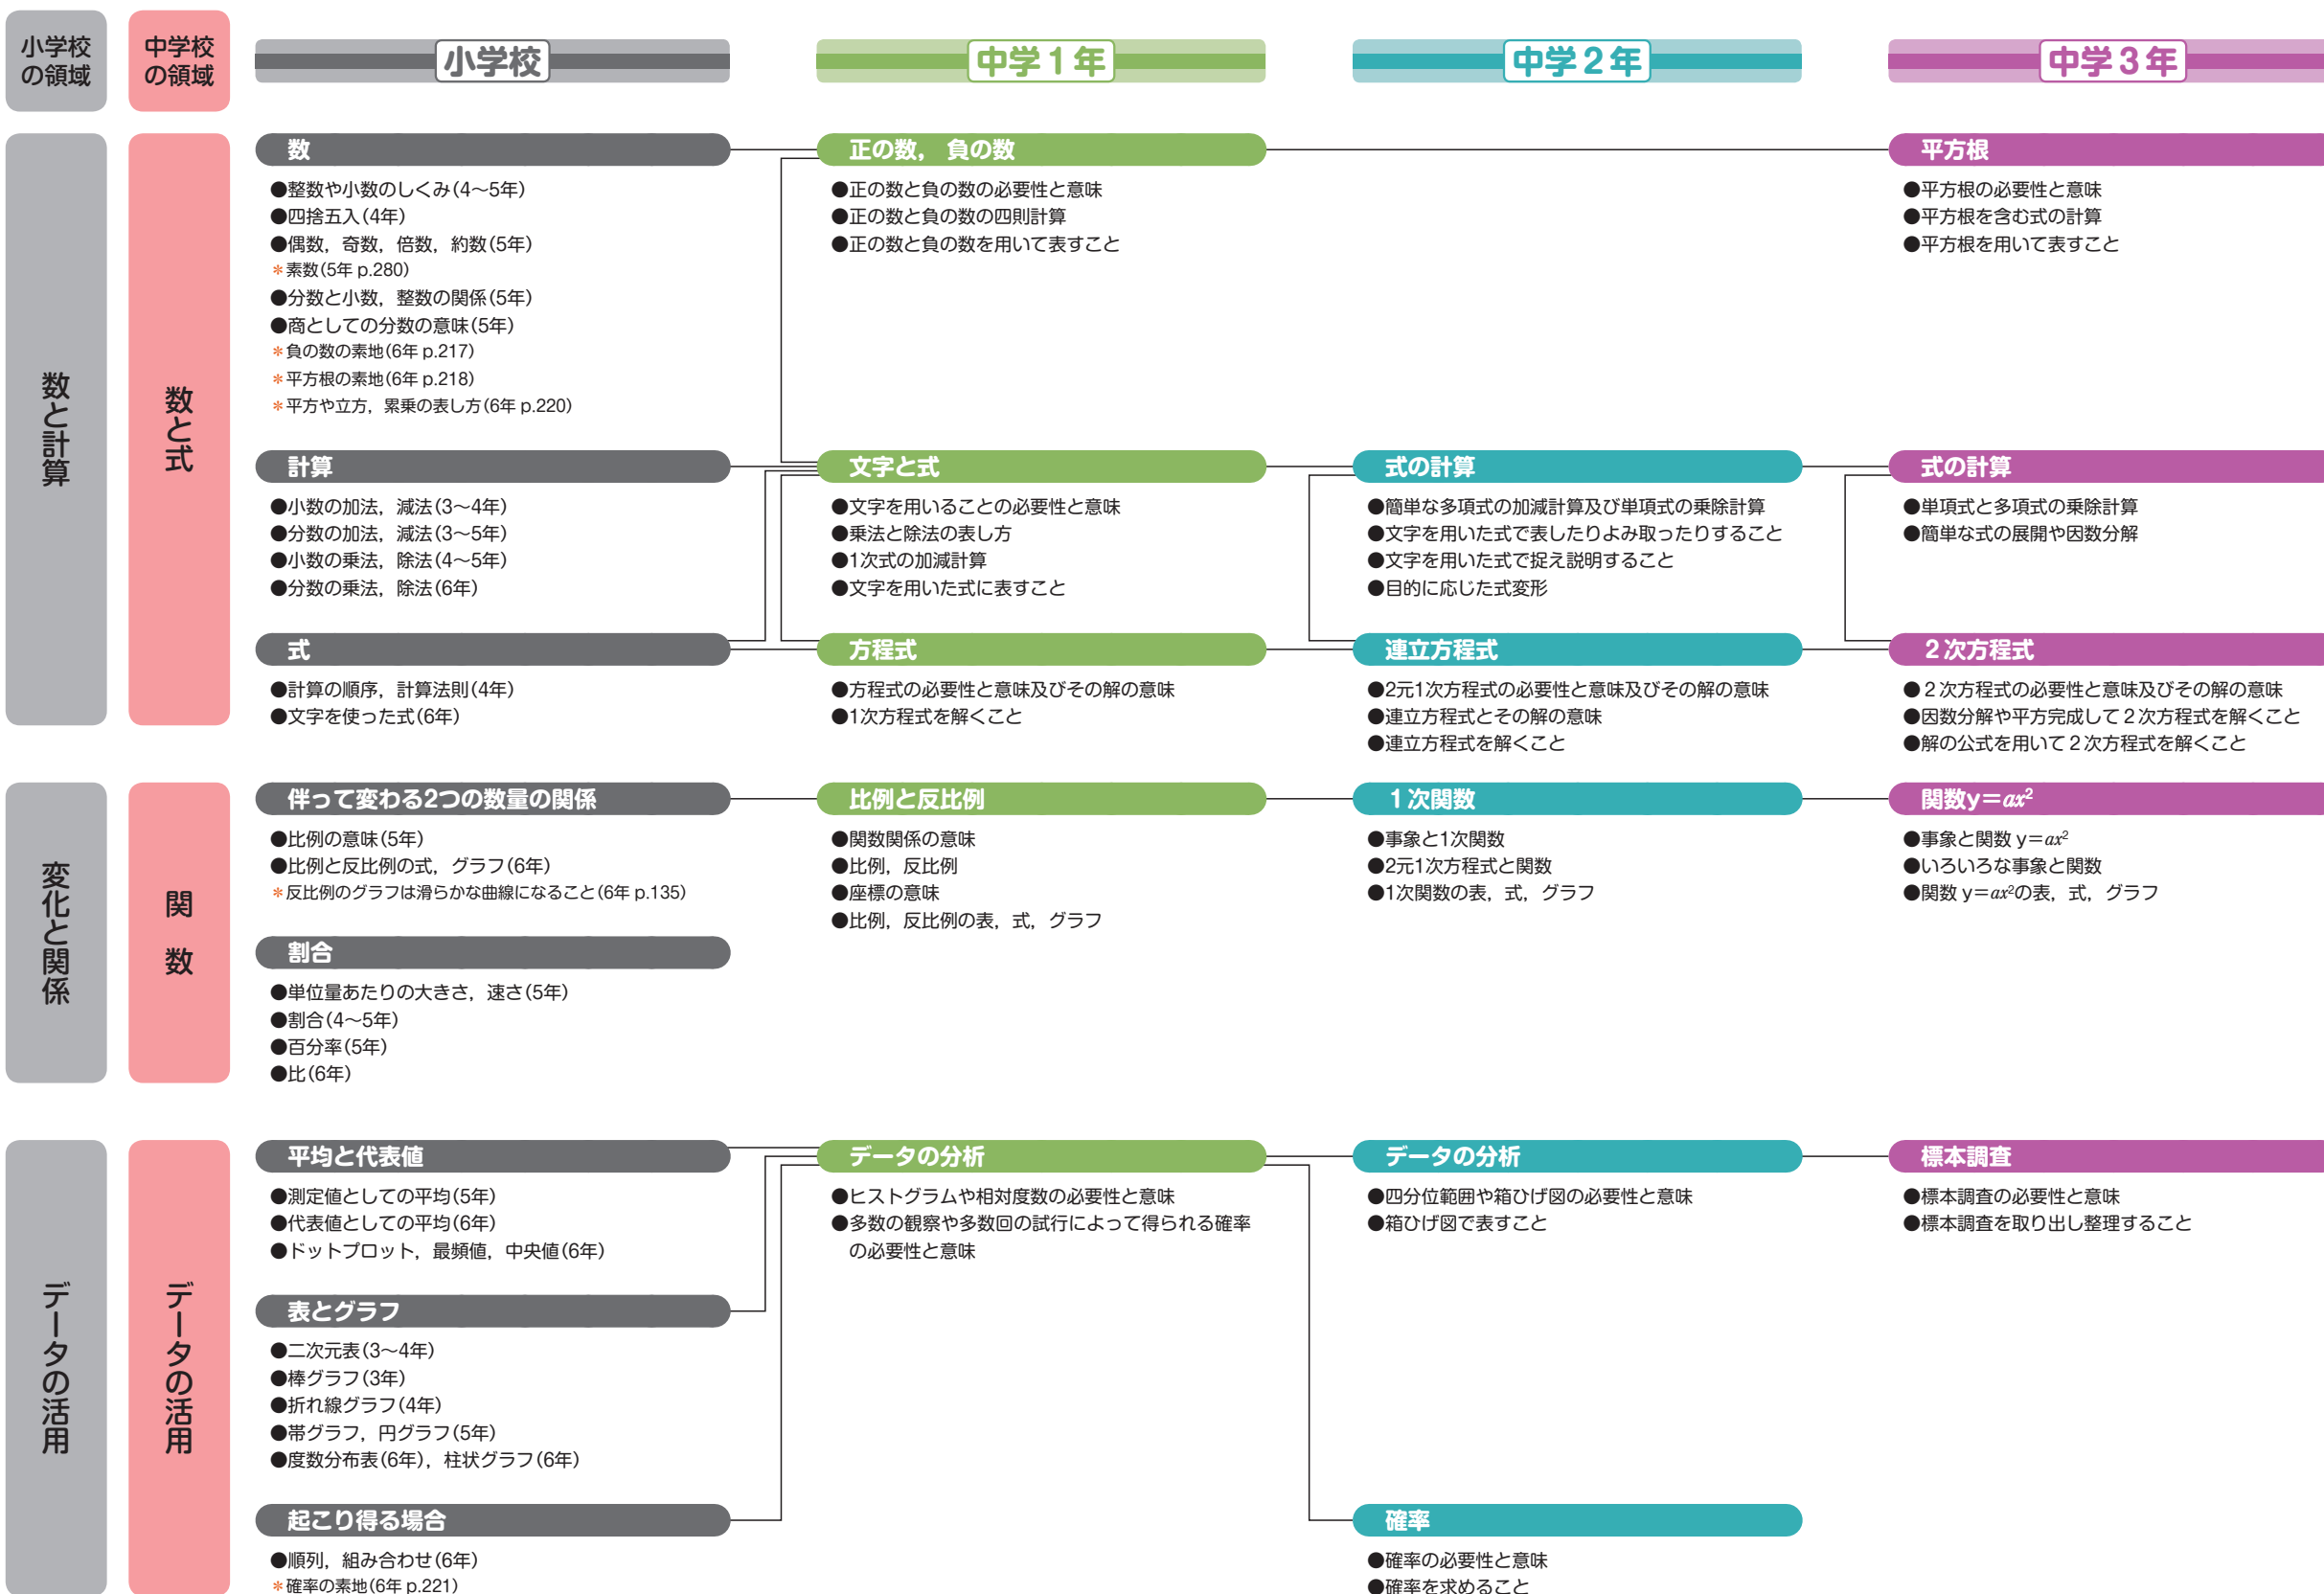 小学校
の領域
中学校
の領域
小学校
中学1年
中学2年
中学3年
数と計算
数と式
数
●整数や小数のしくみ(4〜5年)
●四捨五入(4年)
●偶数,奇数,倍数,約数(5年)
*素数(5年 p.280)
●分数と小数,整数の関係(5年)
●商としての分数の意味(5年)
*負の数の素地(6年 p.217)
*平方根の素地(6年 p.218)
*平方や立方,累乗の表し方(6年 p.220)
正の数, 負の数
●正の数と負の数の必要性と意味
●正の数と負の数の四則計算
●正の数と負の数を用いて表すこと
平方根
●平方根の必要性と意味
●平方根を含む式の計算
●平方根を用いて表すこと
計算
●小数の加法,減法(3〜4年)
●分数の加法,減法(3〜5年)
●小数の乗法,除法(4〜5年)
●分数の乗法,除法(6年)
文字と式
●文字を用いることの必要性と意味
●乗法と除法の表し方
●1次式の加減計算
●文字を用いた式に表すこと
式の計算
●簡単な多項式の加減計算及び単項式の乗除計算
●文字を用いた式で表したりよみ取ったりすること
●文字を用いた式で捉え説明すること
●目的に応じた式変形
式の計算
●単項式と多項式の乗除計算
●簡単な式の展開や因数分解
式
●計算の順序,計算法則(4年)
●文字を使った式(6年)
方程式
●方程式の必要性と意味及びその解の意味
●1次方程式を解くこと
連立方程式
●2元1次方程式の必要性と意味及びその解の意味
●連立方程式とその解の意味
●連立方程式を解くこと
2次方程式
●2次方程式の必要性と意味及びその解の意味
●因数分解や平方完成して2次方程式を解くこと
●解の公式を用いて2次方程式を解くこと
変化と関係
関数
伴って変わる2つの数量の関係
●比例の意味(5年)
●比例と反比例の式,グラフ(6年)
*反比例のグラフは滑らかな曲線になること(6年 p.135)
比例と反比例
●関数関係の意味
●比例,反比例
●座標の意味
●比例,反比例の表,式,グラフ
1次関数
●事象と1次関数
●2元1次方程式と関数
●1次関数の表,式,グラフ
関数y=ax²
●事象と関数 y=ax²
●いろいろな事象と関数
●関数 y=ax²の表,式,グラフ
割合
●単位量あたりの大きさ,速さ(5年)
●割合(4〜5年)
●百分率(5年)
●比(6年)
データの活用
データの活用
平均と代表値
●測定値としての平均(5年)
●代表値としての平均(6年)
●ドットプロット,最頻値,中央値(6年)
データの分析
●ヒストグラムや相対度数の必要性と意味
●多数の観察や多数回の試行によって得られる確率
の必要性と意味
データの分析
●四分位範囲や箱ひげ図の必要性と意味
●箱ひげ図で表すこと
標本調査
●標本調査の必要性と意味
●標本調査を取り出し整理すること
表とグラフ
●二次元表(3〜4年)
●棒グラフ(3年)
●折れ線グラフ(4年)
●帯グラフ,円グラフ(5年)
●度数分布表(6年),柱状グラフ(6年)
起こり得る場合
●順列,組み合わせ(6年)
*確率の素地(6年 p.221)
確率
●確率の必要性と意味
●確率を求めること